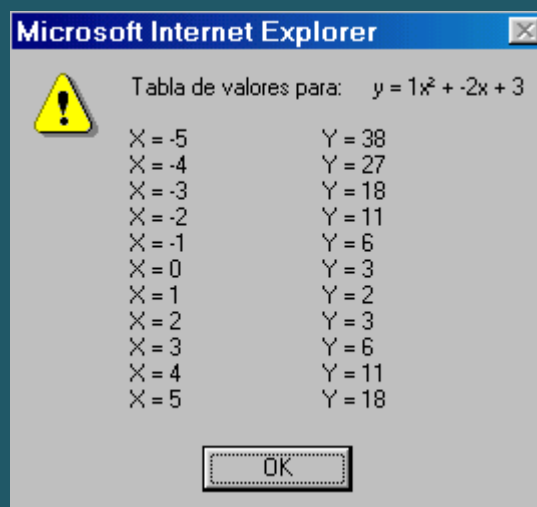 Microsoft Internet Explorer
Tabla de valores para: y = 1x² + -2x + 3
X = -5 Y = 38
X = -4 Y = 27
X = -3 Y = 18
X = -2 Y = 11
X = -1 Y = 6
X = 0 Y = 3
X = 1 Y = 2
X = 2 Y = 3
X = 3 Y = 6
X = 4 Y = 11
X = 5 Y = 18
OK